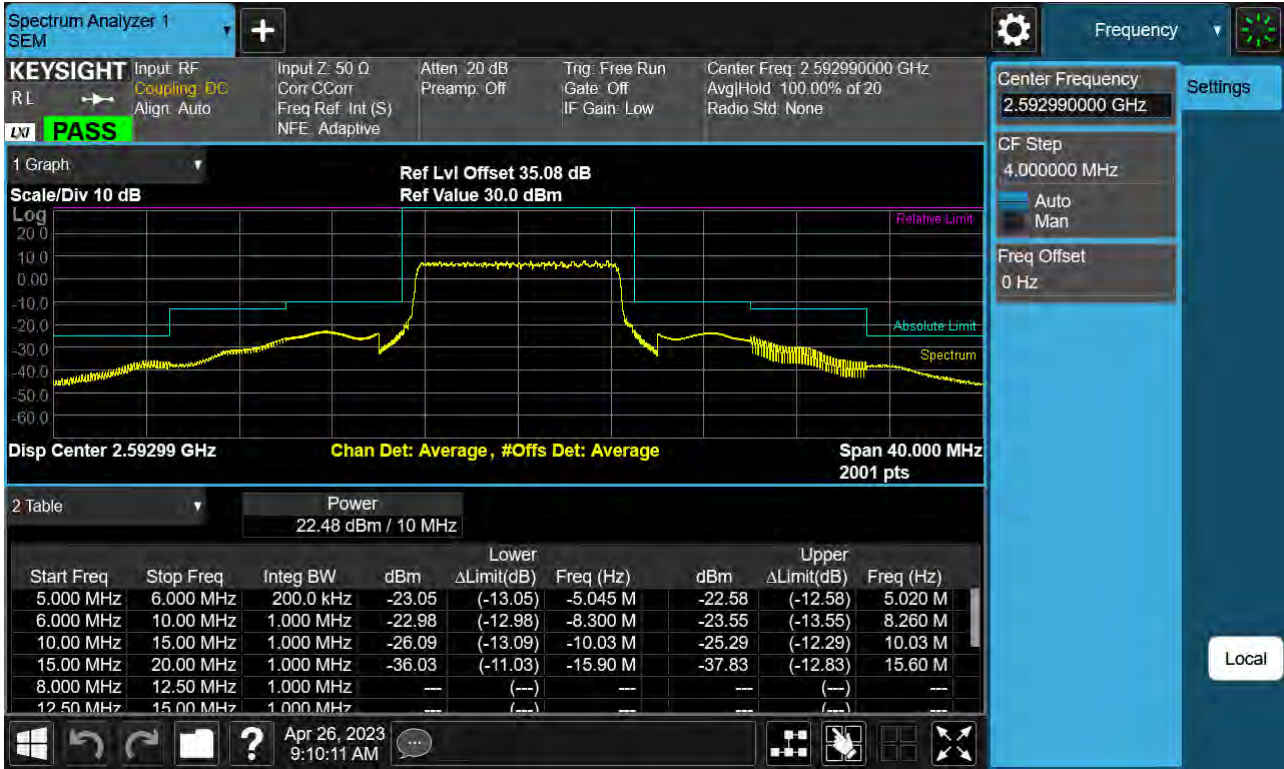 Spectrum Analyzer 1
SEM
Frequency
KEYSIGHT
R L
LXI
PASS
Input: RF
Coupling: DC
Align: Auto
Input Z: 50 Ω
Corr CCorr
Freq Ref: Int (S)
NFE: Adaptive
Atten: 20 dB
Preamp: Off
Trig: Free Run
Gate: Off
IF Gain: Low
Center Freq: 2.592990000 GHz
Avg|Hold: 100.00% of 20
Radio Std: None
Center Frequency
2.592990000 GHz
Settings
CF Step
4.000000 MHz
Auto
Man
Freq Offset
0 Hz
1 Graph
Ref Lvl Offset 35.08 dB
Scale/Div 10 dB
Ref Value 30.0 dBm
Log
20.0
10.0
0.00
-10.0
-20.0
-30.0
-40.0
-50.0
-60.0
Relative Limit
Absolute Limit
Spectrum
Disp Center 2.59299 GHz
Chan Det: Average , #Offs Det: Average
Span 40.000 MHz
2001 pts
2 Table
Power
22.48 dBm / 10 MHz
Lower Upper
Start Freq Stop Freq Integ BW dBm ΔLimit(dB) Freq (Hz) dBm ΔLimit(dB) Freq (Hz)
5.000 MHz 6.000 MHz 200.0 kHz -23.05 (-13.05) -5.045 M -22.58 (-12.58) 5.020 M
6.000 MHz 10.00 MHz 1.000 MHz -22.98 (-12.98) -8.300 M -23.55 (-13.55) 8.260 M
10.00 MHz 15.00 MHz 1.000 MHz -26.09 (-13.09) -10.03 M -25.29 (-12.29) 10.03 M
15.00 MHz 20.00 MHz 1.000 MHz -36.03 (-11.03) -15.90 M -37.83 (-12.83) 15.60 M
8.000 MHz 12.50 MHz 1.000 MHz --- (---) --- --- (---) ---
12.50 MHz 15.00 MHz 1.000 MHz --- (---) --- --- (---) ---
Local
?
Apr 26, 2023
9:10:11 AM